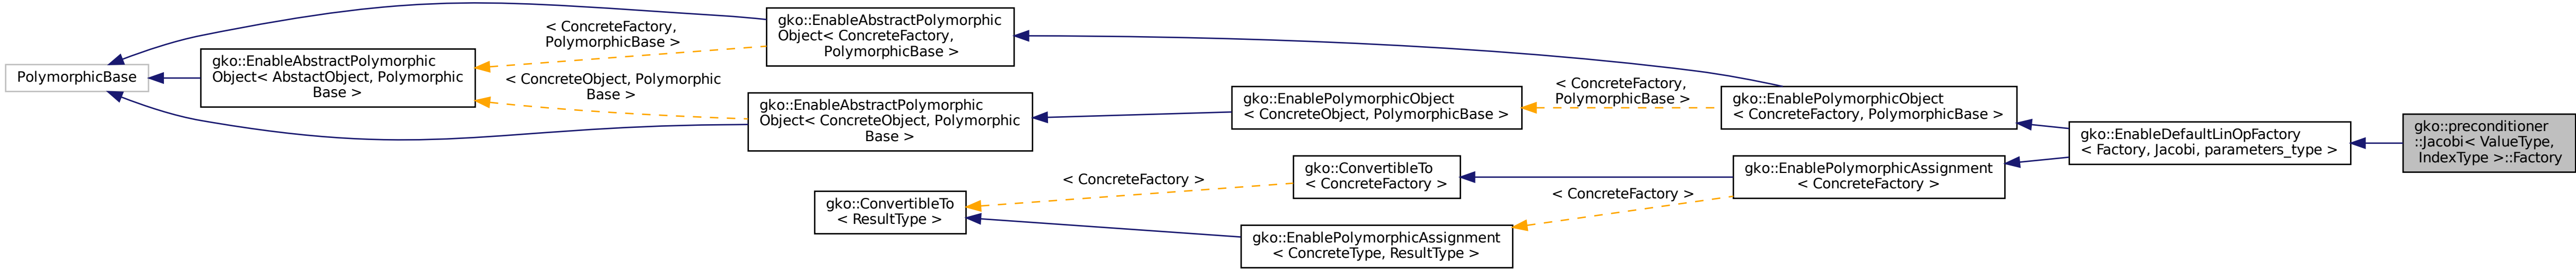 PolymorphicBase
gko::EnableAbstractPolymorphic
Object< AbstactObject, Polymorphic
Base >
< ConcreteFactory,
PolymorphicBase >
< ConcreteObject, Polymorphic
Base >
gko::EnableAbstractPolymorphic
Object< ConcreteFactory,
PolymorphicBase >
gko::EnableAbstractPolymorphic
Object< ConcreteObject, Polymorphic
Base >
gko::ConvertibleTo
< ResultType >
< ConcreteFactory >
gko::EnablePolymorphicObject
< ConcreteObject, PolymorphicBase >
gko::ConvertibleTo
< ConcreteFactory >
gko::EnablePolymorphicAssignment
< ConcreteType, ResultType >
< ConcreteFactory,
PolymorphicBase >
< ConcreteFactory >
gko::EnablePolymorphicObject
< ConcreteFactory, PolymorphicBase >
gko::EnablePolymorphicAssignment
< ConcreteFactory >
gko::EnableDefaultLinOpFactory
< Factory, Jacobi, parameters_type >
gko::preconditioner
::Jacobi< ValueType,
IndexType >::Factory